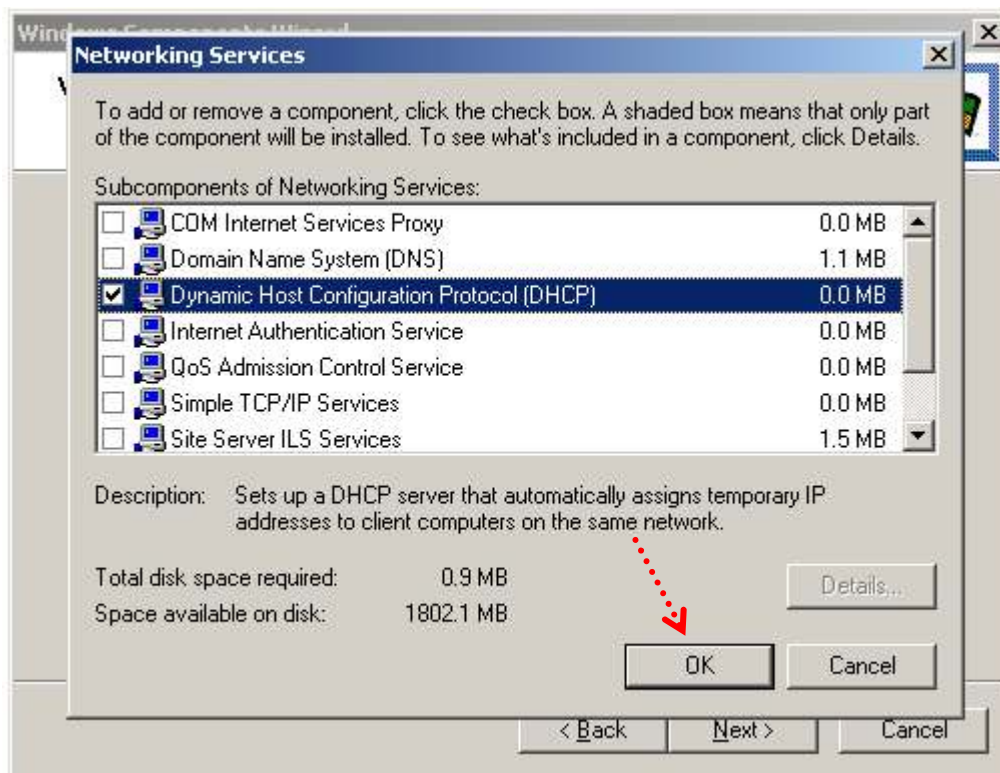 Networking Services
To add or remove a component, click the check box. A shaded box means that only part
of the component will be installed. To see what's included in a component, click Details.
Subcomponents of Networking Services:
COM Internet Services Proxy 0.0 MB
Domain Name System (DNS) 1.1 MB
Dynamic Host Configuration Protocol (DHCP) 0.0 MB
Internet Authentication Service 0.0 MB
QoS Admission Control Service 0.0 MB
Simple TCP/IP Services 0.0 MB
Site Server ILS Services 1.5 MB
Description: Sets up a DHCP server that automatically assigns temporary IP
addresses to client computers on the same network.
Total disk space required: 0.9 MB
Space available on disk: 1802.1 MB
Details...
OK Cancel
< Back Next > Cancel